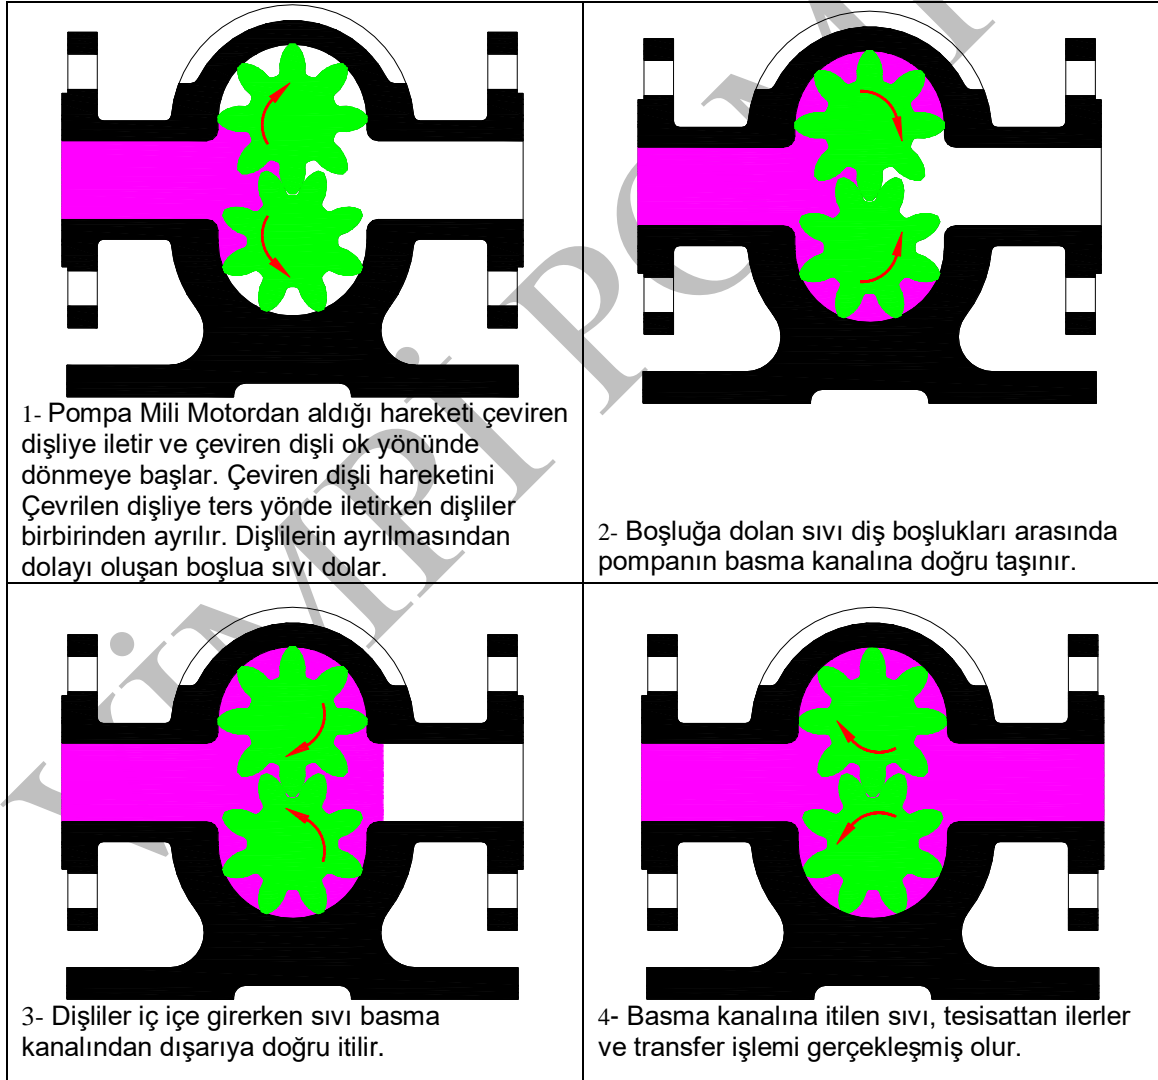 1- Pompa Mili Motordan aldığı hareketi çeviren
dişliye iletir ve çeviren dişli ok yönünde
dönmeye başlar. Çeviren dişli hareketini
Çevrilen dişliye ters yönde iletirken dişliler
birbirinden ayrılır. Dişlilerin ayrılmasından
dolayı oluşan boşlua sıvı dolar.
2- Boşluğa dolan sıvı diş boşlukları arasında
pompanın basma kanalına doğru taşınır.
3- Dişliler iç içe girerken sıvı basma
kanalından dışarıya doğru itilir.
4- Basma kanalına itilen sıvı, tesisattan ilerler
ve transfer işlemi gerçekleşmiş olur.